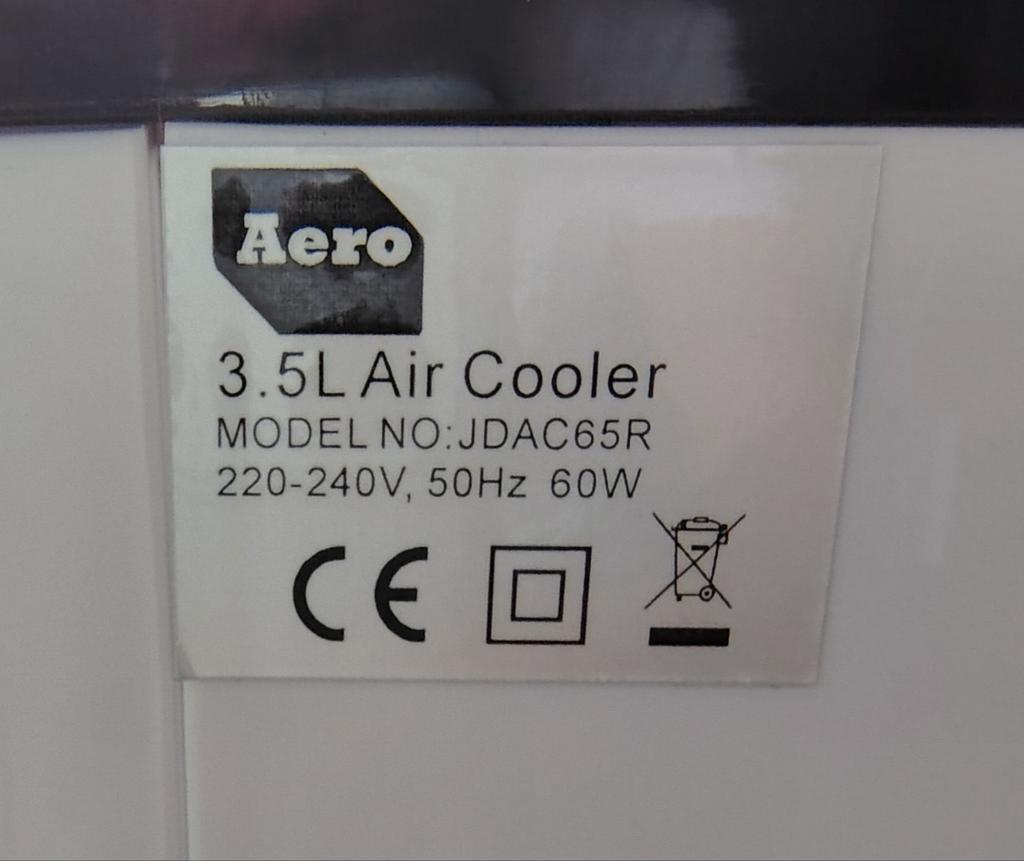 Aero
3.5L Air Cooler
MODEL NO:JDAC65R
220-240V, 50Hz 60W
CE